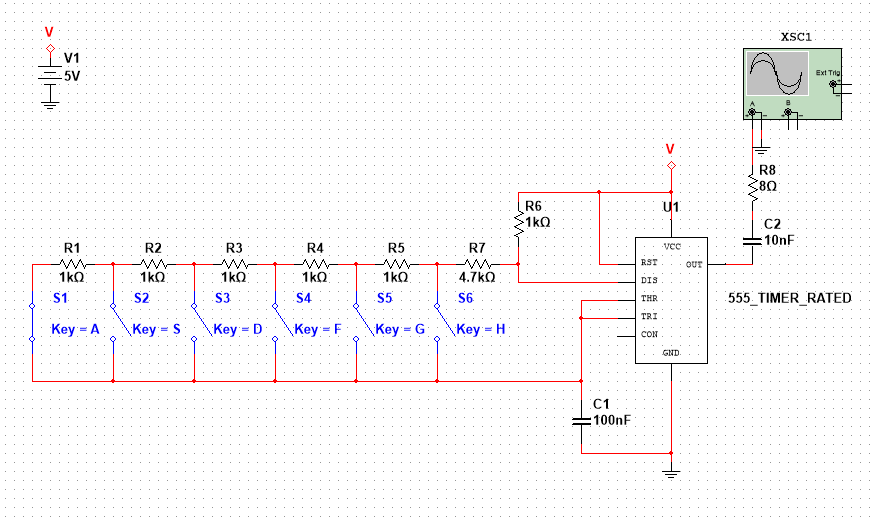 V
V1
5V
XSC1
Ext Trig
+
-
A
B
+
-
+
-
V
R8
8Ω
R6
1kΩ
U1
C2
10nF
VCC
R1
R2
R3
R4
R5
R7
1kΩ
1kΩ
1kΩ
1kΩ
1kΩ
4.7kΩ
RST
OUT
DIS
S1
S2
S3
S4
S5
S6
THR
555_TIMER_RATED
TRI
Key = A
Key = S
Key = D
Key = F
Key = G
Key = H
CON
GND
C1
100nF